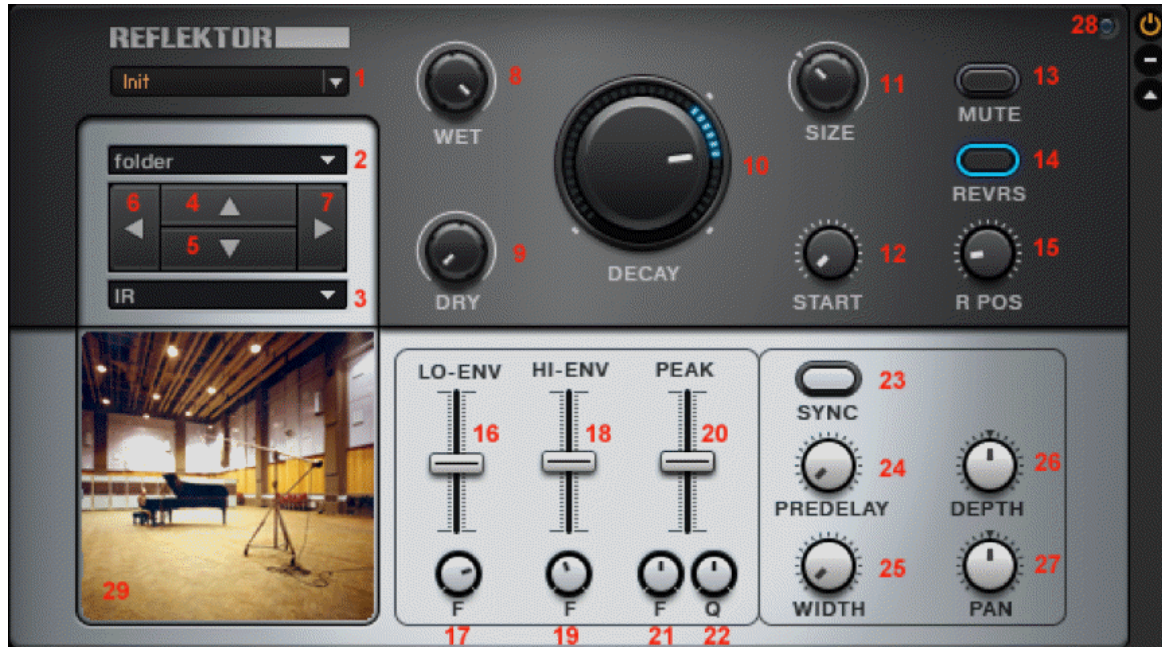 REFLEKTOR
28
Init
1
8
WET
11
SIZE
13
MUTE
folder
2
10
14
REVRS
6
4
7
5
9
DRY
DECAY
12
START
15
R POS
IR
3
LO-ENV
HI-ENV
PEAK
16
18
20
23
SYNC
24
PREDELAY
26
DEPTH
25
WIDTH
27
PAN
29
F
F
F
Q
17
19
21
22